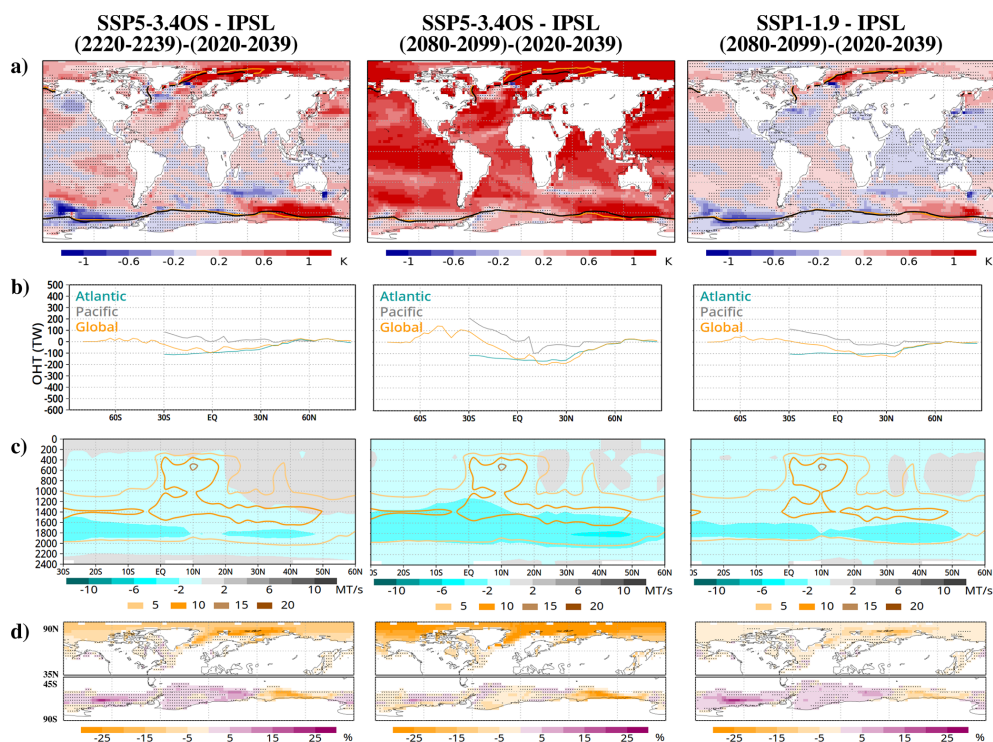 SSP5-3.4OS - IPSL
(2220-2239)-(2020-2039)
SSP5-3.4OS - IPSL
(2080-2099)-(2020-2039)
SSP1-1.9 - IPSL
(2080-2099)-(2020-2039)
a)
-1 -0.6 -0.2 0.2 0.6 1 K
-1 -0.6 -0.2 0.2 0.6 1 K
-1 -0.6 -0.2 0.2 0.6 1
b)
OHT (TW)
500
400
300
200
100
0
-100
-200
-300
-400
-500
-600
Atlantic
Pacific
Global
60S 30S EQ 30N 60N
Atlantic
Pacific
Global
60S 30S EQ 30N 60N
Atlantic
Pacific
Global
60S 30S EQ 30N 60N
c)
0
200
400
600
800
1000
1200
1400
1600
1800
2000
2200
2400
30S 20S 10S EQ 10N 20N 30N 40N 50N 60N
30S 20S 10S EQ 10N 20N 30N 40N 50N 60N
30S 20S 10S EQ 10N 20N 30N 40N 50N 60N
-10 -6 -2 2 6 10 MT/s
-10 -6 -2 2 6 10 MT/s
-10 -6 -2 2 6 10 MT/s
5 10 15 20
5 10 15 20
5 10 15 20
d)
90N
35N
45S
90S
-25 -15 -5 5 15 25 %
-25 -15 -5 5 15 25 %
-25 -15 -5 5 15 25 %